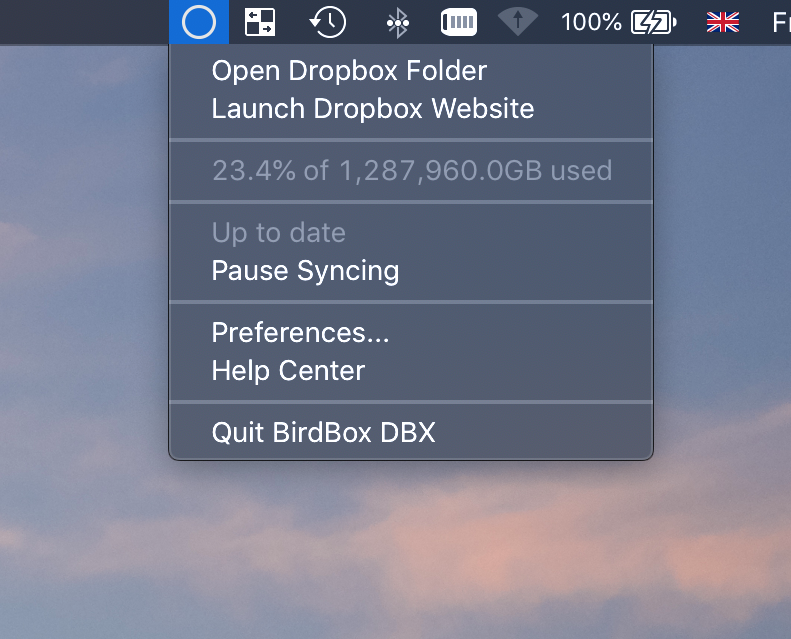 100%
Fr
Open Dropbox Folder
Launch Dropbox Website
23.4% of 1,287,960.0GB used
Up to date
Pause Syncing
Preferences...
Help Center
Quit BirdBox DBX